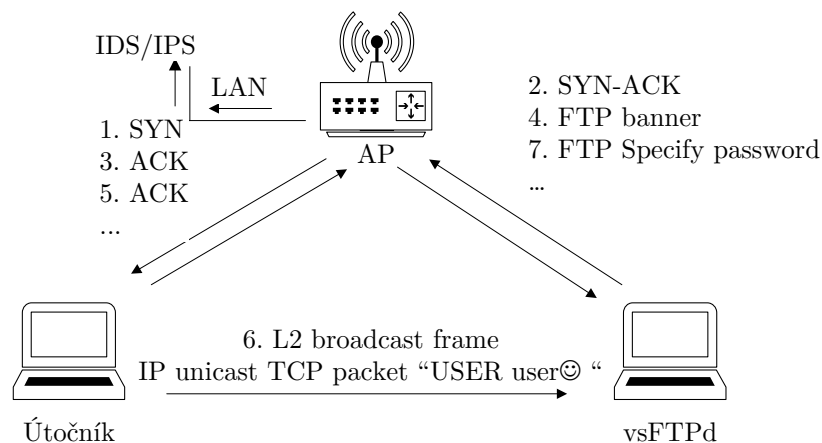 IDS/IPS
LAN
1. SYN
3. ACK
5. ACK
...
AP
2. SYN-ACK
4. FTP banner
7. FTP Specify password
…
6. L2 broadcast frame
IP unicast TCP packet “USER user☺ “
Útočník
vsFTPd